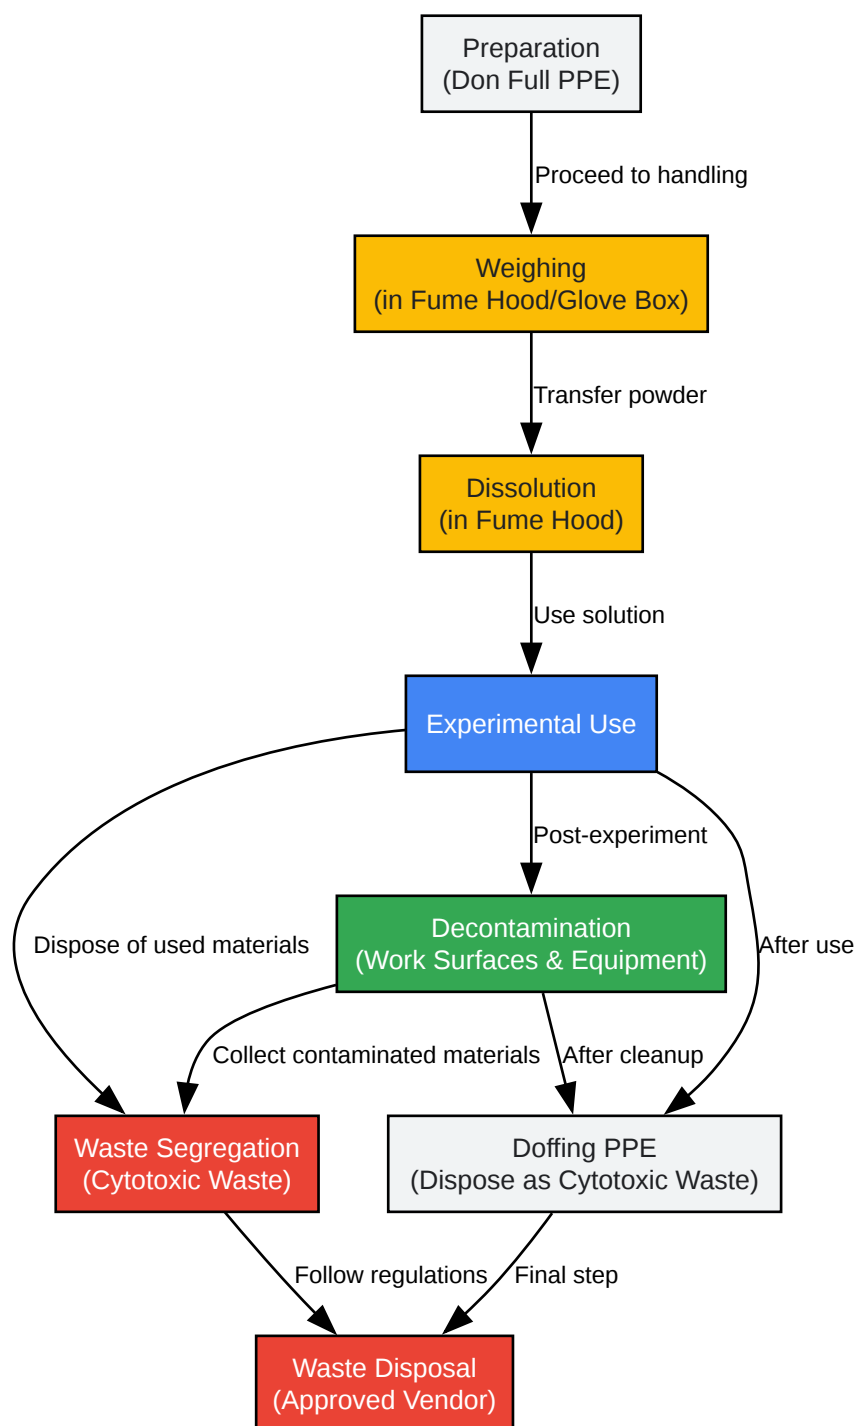 Preparation
(Don Full PPE)
Proceed to handling
Weighing
(in Fume Hood/Glove Box)
Transfer powder
Dissolution
(in Fume Hood)
Use solution
Experimental Use
Post-experiment
Decontamination
(Work Surfaces & Equipment)
Dispose of used materials
After use
Collect contaminated materials
After cleanup
Waste Segregation
(Cytotoxic Waste)
Doffing PPE
(Dispose as Cytotoxic Waste)
Follow regulations
Final step
Waste Disposal
(Approved Vendor)